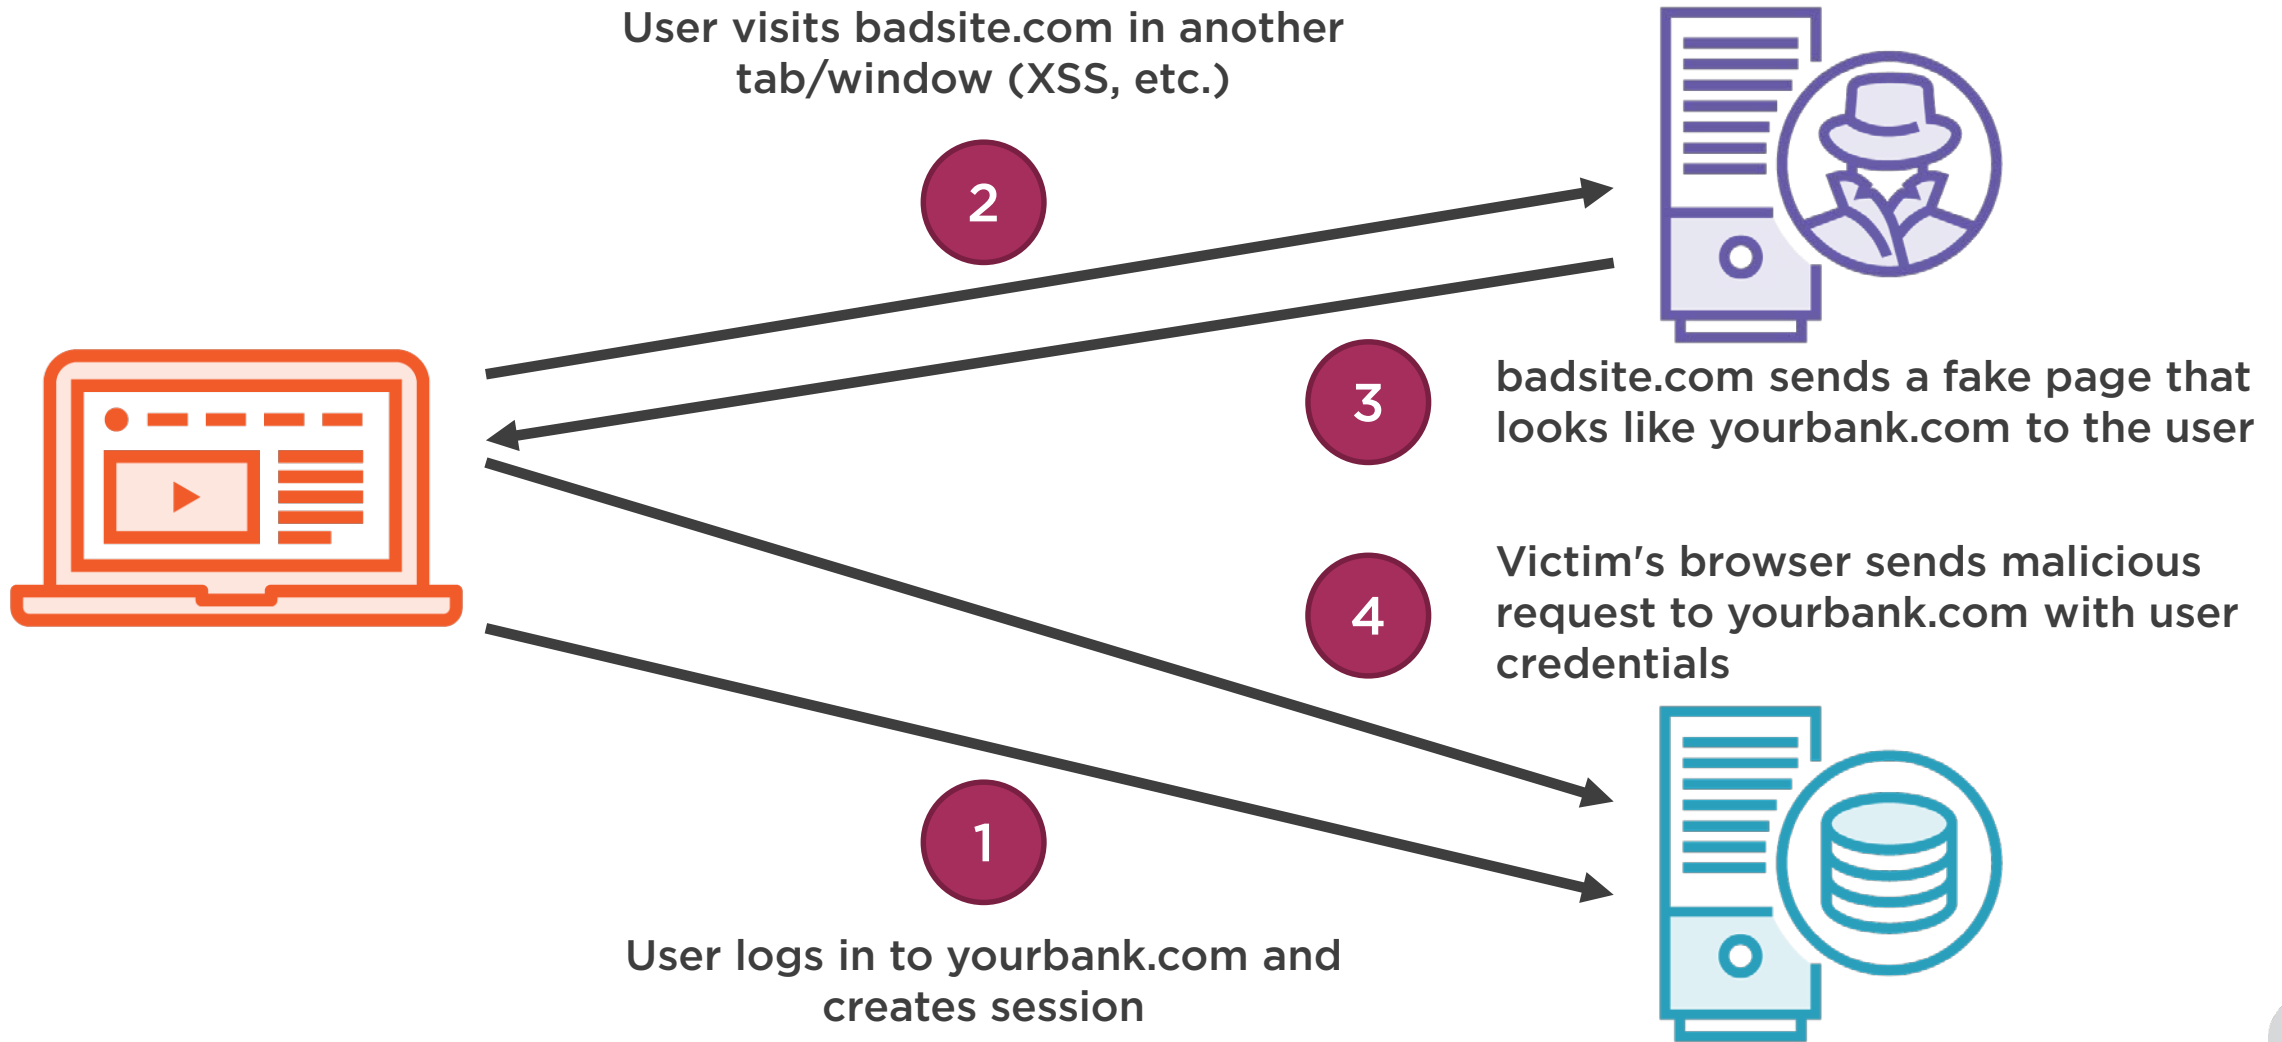 User visits badsite.com in another
tab/window (XSS, etc.)
2
3
badsite.com sends a fake page that
looks like yourbank.com to the user
4
Victim's browser sends malicious
request to yourbank.com with user
credentials
1
User logs in to yourbank.com and
creates session